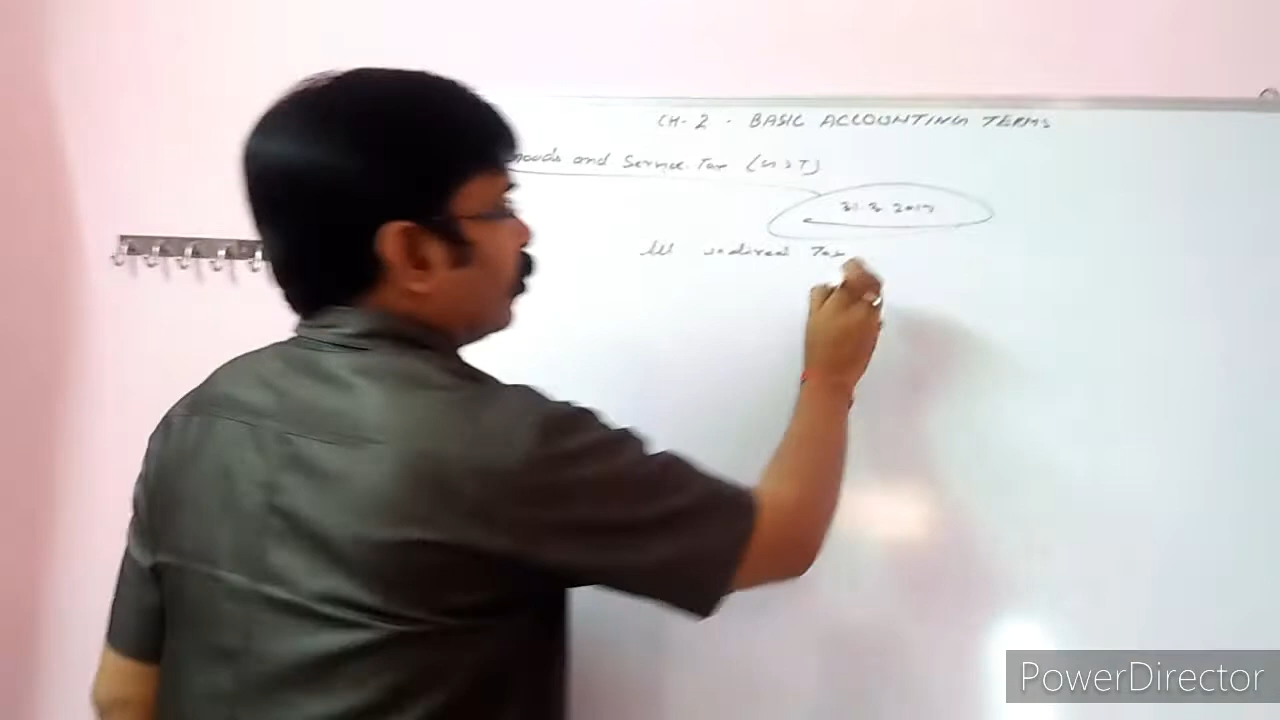 CH-2 - BASIC ACCOUNTING TERMS
Goods and Service Tax (GST)
31.3.2017
All indirect Tax
PowerDirector